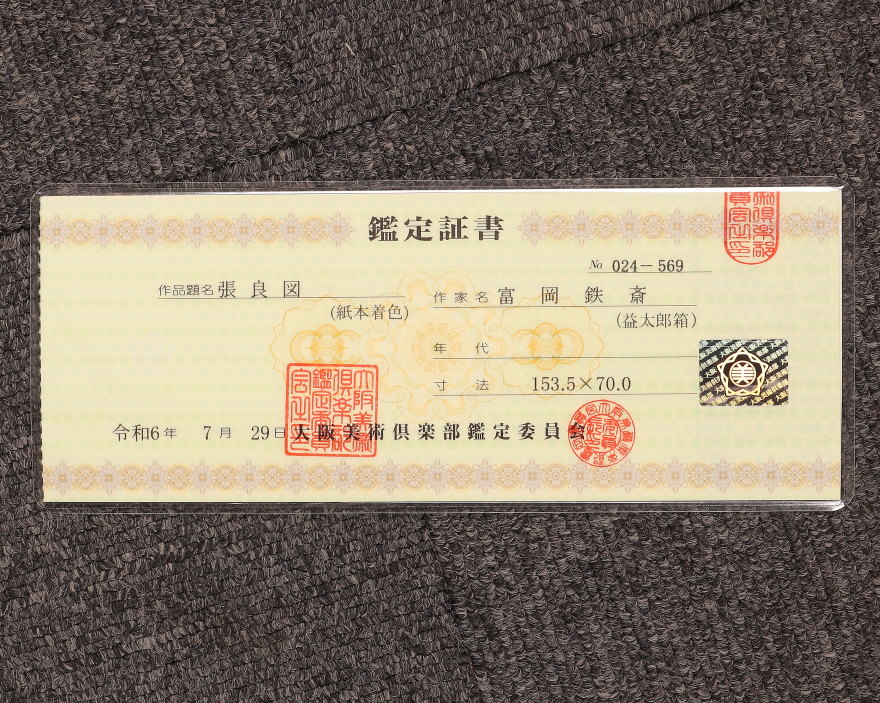 鑑定証書
No 024-569
作品題名 張良図
(紙本着色)
作家名 富岡鉄斎
(益太郎箱)
年代
寸法 153.5×70.0
令和6年 7月 29日 大阪美術倶楽部鑑定委員会
美